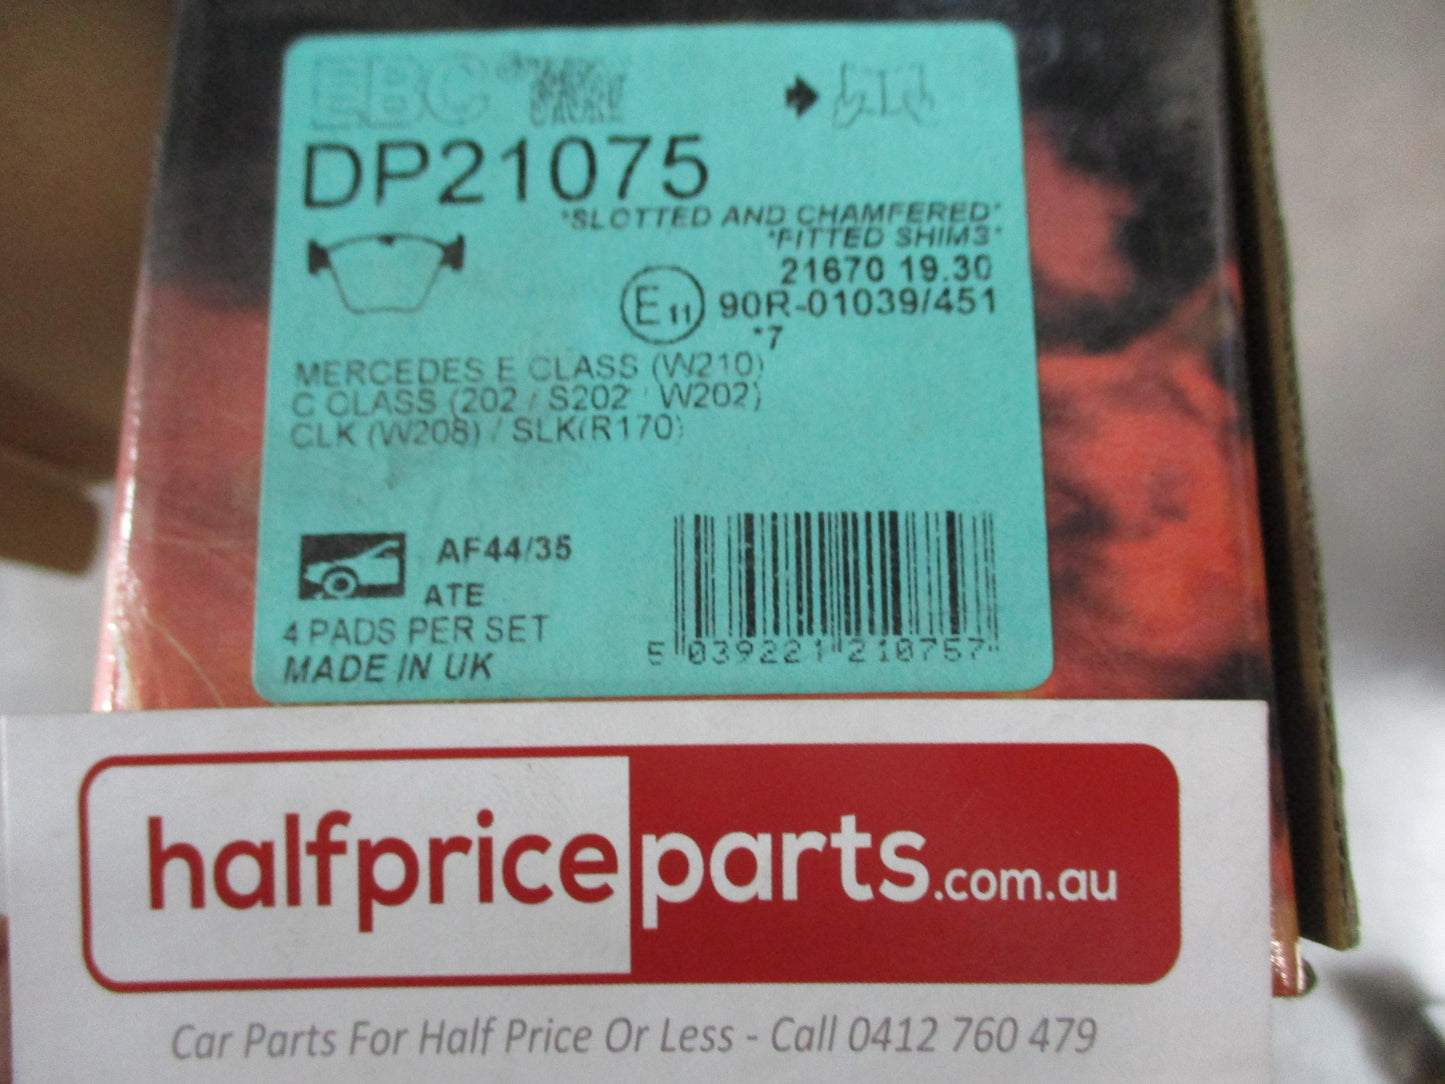 EBC
DP21075
*SLOTTED AND CHAMFERED*
*FITTED SHIMS*
21670 19.30
E11 90R-01039/451
*7
MERCEDES E CLASS (W210)
C CLASS (202 / S202 / W202)
CLK (W208) / SLK(R170)
AF44/35
ATE
4 PADS PER SET
MADE IN UK
5 039221 210757
halfpriceparts.com.au
Car Parts For Half Price Or Less - Call 0412 760 479